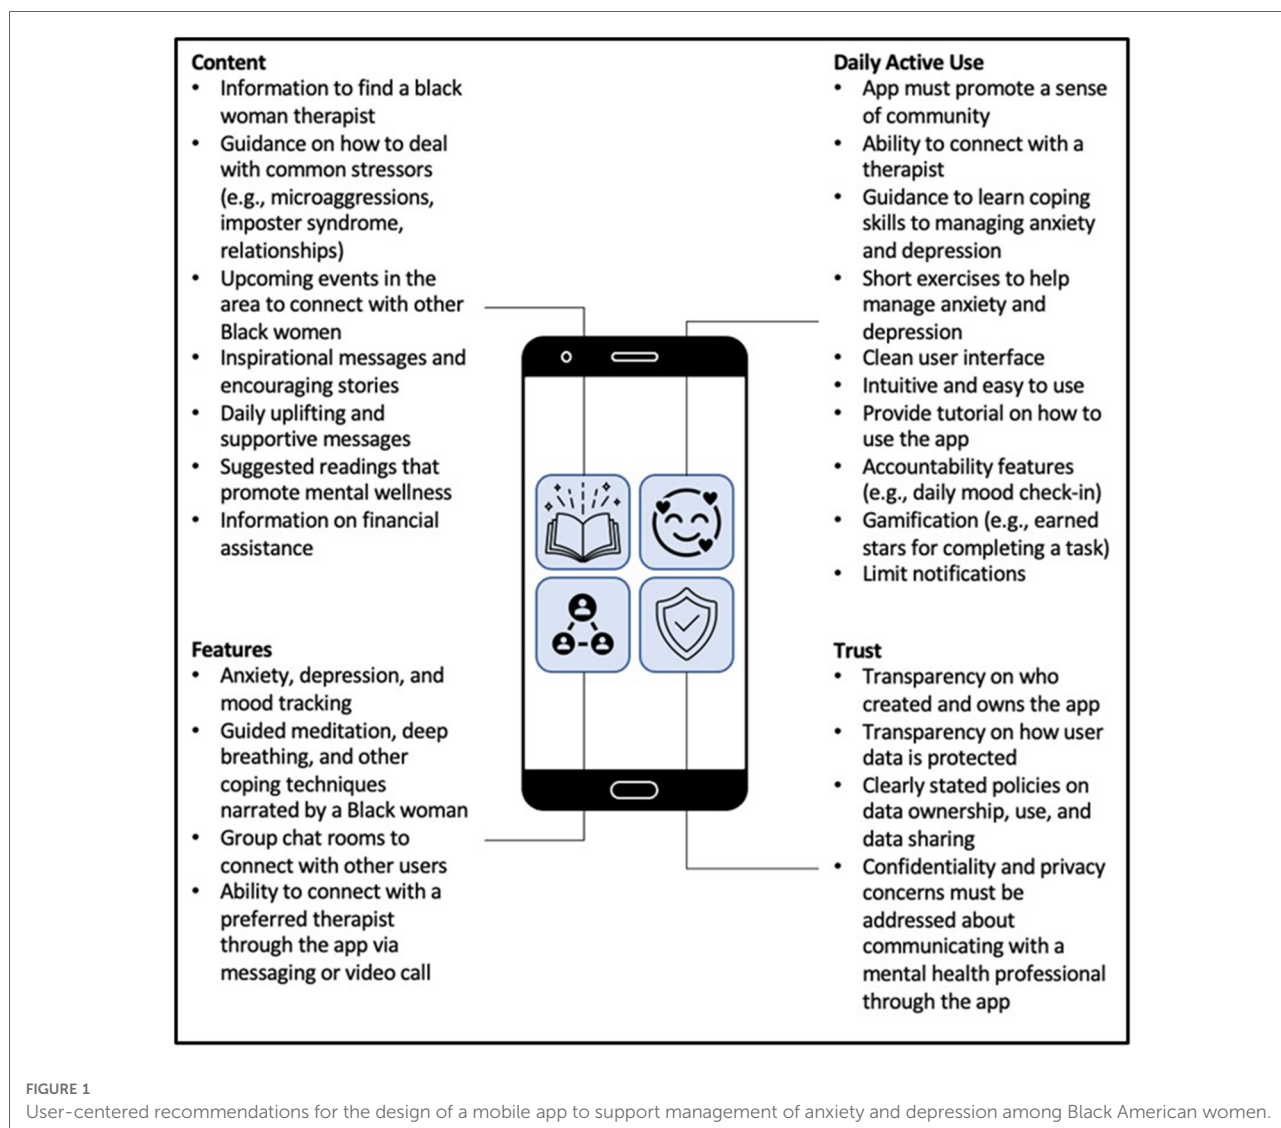 Content
• Information to find a black
woman therapist
• Guidance on how to deal
with common stressors
(e.g., microaggressions,
imposter syndrome,
relationships)
• Upcoming events in the
area to connect with other
Black women
• Inspirational messages and
encouraging stories
• Daily uplifting and
supportive messages
• Suggested readings that
promote mental wellness
• Information on financial
assistance
Features
• Anxiety, depression, and
mood tracking
• Guided meditation, deep
breathing, and other
coping techniques
narrated by a Black woman
• Group chat rooms to
connect with other users
• Ability to connect with a
preferred therapist
through the app via
messaging or video call
Daily Active Use
• App must promote a sense
of community
• Ability to connect with a
therapist
• Guidance to learn coping
skills to managing anxiety
and depression
• Short exercises to help
manage anxiety and
depression
• Clean user interface
• Intuitive and easy to use
• Provide tutorial on how to
use the app
• Accountability features
(e.g., daily mood check-in)
• Gamification (e.g., earned
stars for completing a task)
• Limit notifications
Trust
• Transparency on who
created and owns the app
• Transparency on how user
data is protected
• Clearly stated policies on
data ownership, use, and
data sharing
• Confidentiality and privacy
concerns must be
addressed about
communicating with a
mental health professional
through the app
FIGURE 1
User-centered recommendations for the design of a mobile app to support management of anxiety and depression among Black American women.